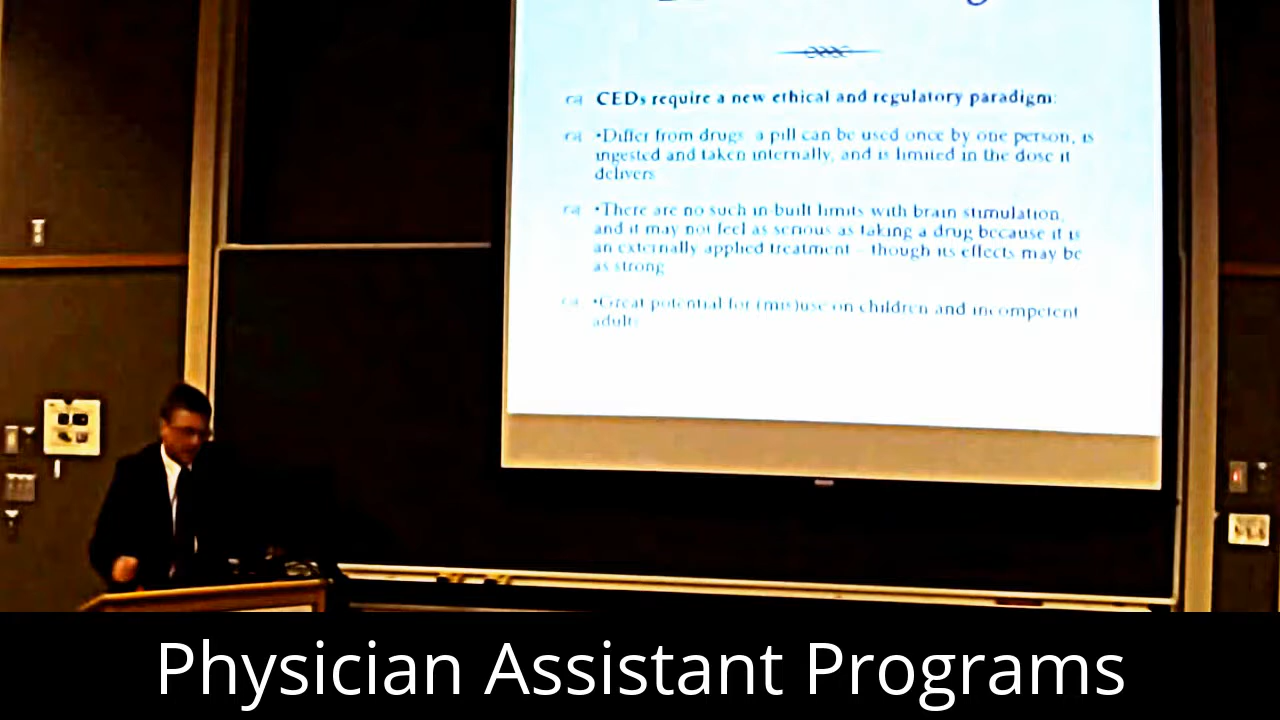 CEDs require a new ethical and regulatory paradigm:
•Differ from drugs a pill can be used once by one person, is
ingested and taken internally, and is limited in the dose it
delivers
•There are no such in-built limits with brain stimulation,
and it may not feel as serious as taking a drug because it is
an externally applied treatment – though its effects may be
as strong
•Great potential for (mis)use on children and incompetent
adults
Physician Assistant Programs